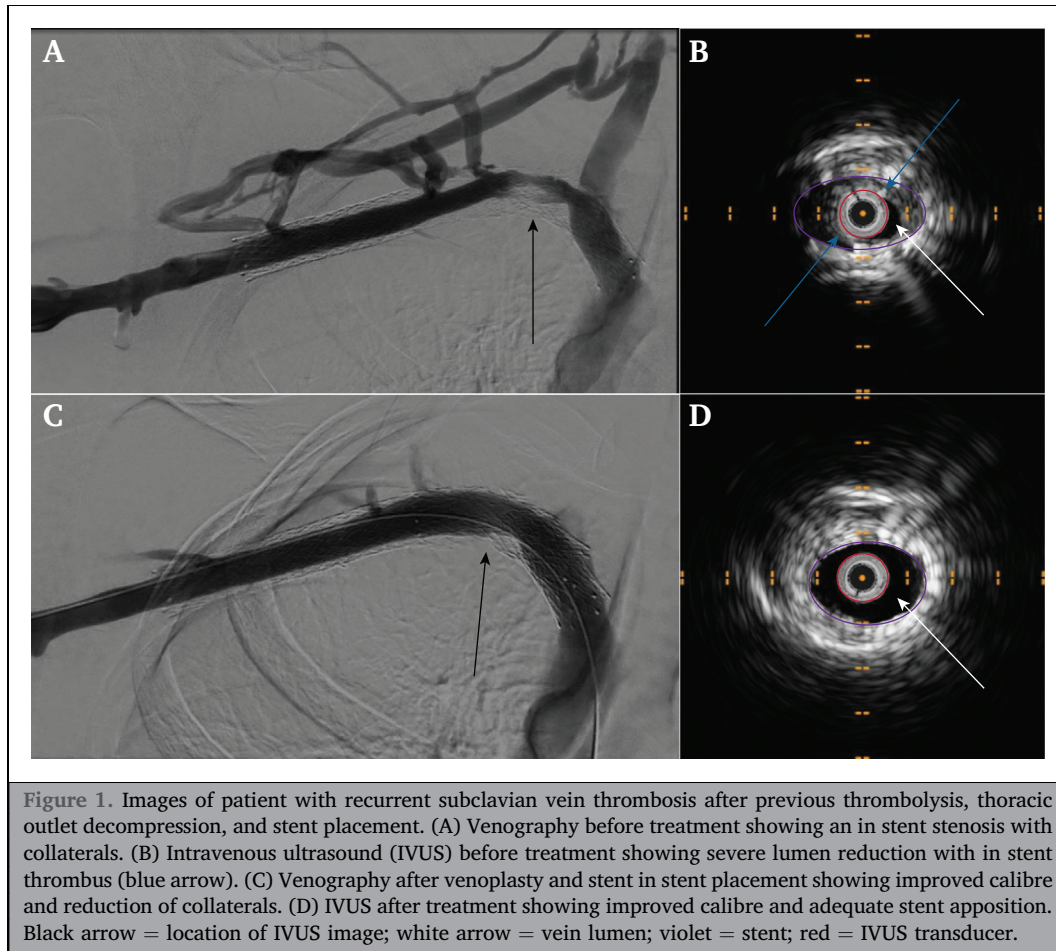 A
B
C
D
Figure 1. Images of patient with recurrent subclavian vein thrombosis after previous thrombolysis, thoracic
outlet decompression, and stent placement. (A) Venography before treatment showing an in stent stenosis with
collaterals. (B) Intravenous ultrasound (IVUS) before treatment showing severe lumen reduction with in stent
thrombus (blue arrow). (C) Venography after venoplasty and stent in stent placement showing improved calibre
and reduction of collaterals. (D) IVUS after treatment showing improved calibre and adequate stent apposition.
Black arrow = location of IVUS image; white arrow = vein lumen; violet = stent; red = IVUS transducer.